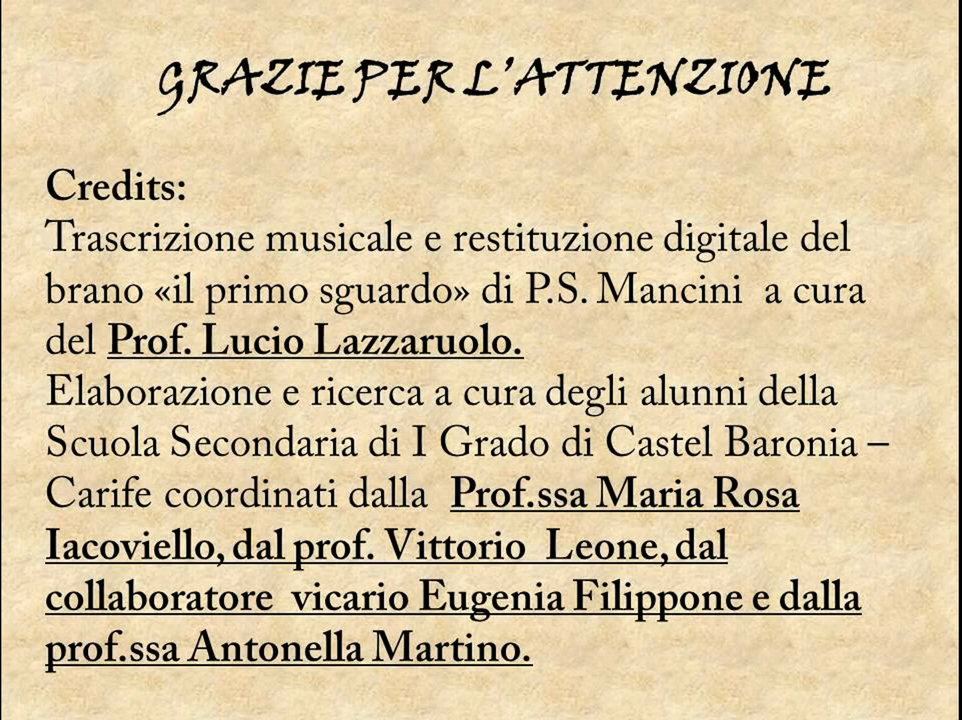 GRAZIE PER L'ATTENZIONE
Credits:
Trascrizione musicale e restituzione digitale del
brano «il primo sguardo» di P.S. Mancini  a cura
del Prof. Lucio Lazzaruolo.
Elaborazione e ricerca a cura degli alunni della
Scuola Secondaria di I Grado di Castel Baronia –
Carife coordinati dalla  Prof.ssa Maria Rosa
Iacoviello, dal prof. Vittorio  Leone, dal
collaboratore  vicario Eugenia Filippone e dalla
prof.ssa Antonella Martino.